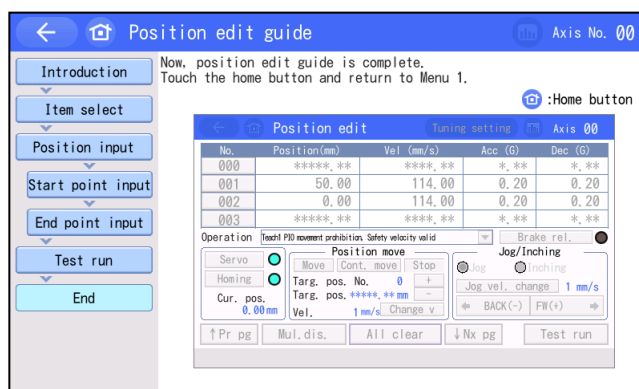 Position edit guide Axis No. 00
Introduction
Item select
Position input
Start point input
End point input
Test run
End
Now, position edit guide is complete.
Touch the home button and return to Menu 1.
:Home button
Position edit Tuning setting Axis 00
No. Position(mm) Vel (mm/s) Acc (G) Dec (G)
000 *****.** ****.** *.** *.**
001 50.00 114.00 0.20 0.20
002 0.00 114.00 0.20 0.20
003 *****.** ****.** *.** *.**
Operation Teach1 PIO movement prohibition, Safety velocity valid Brake rel.
Servo
Homing
Cur. pos.
0.00 mm
Position move
Move Cont. move Stop
Targ. pos. No. 0 +
Targ. pos. *****.** mm -
Vel. 1 mm/s Change v
Jog/Inching
Jog Inching
Jog vel. change 1 mm/s
← BACK(-) FW(+) →
↑Pr pg Mul.dis. All clear ↓Nx pg Test run